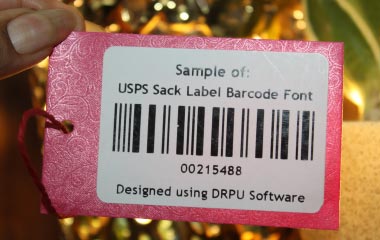 Sample of:
USPS Sack Label Barcode Font
00215488
Designed using DRPU Software